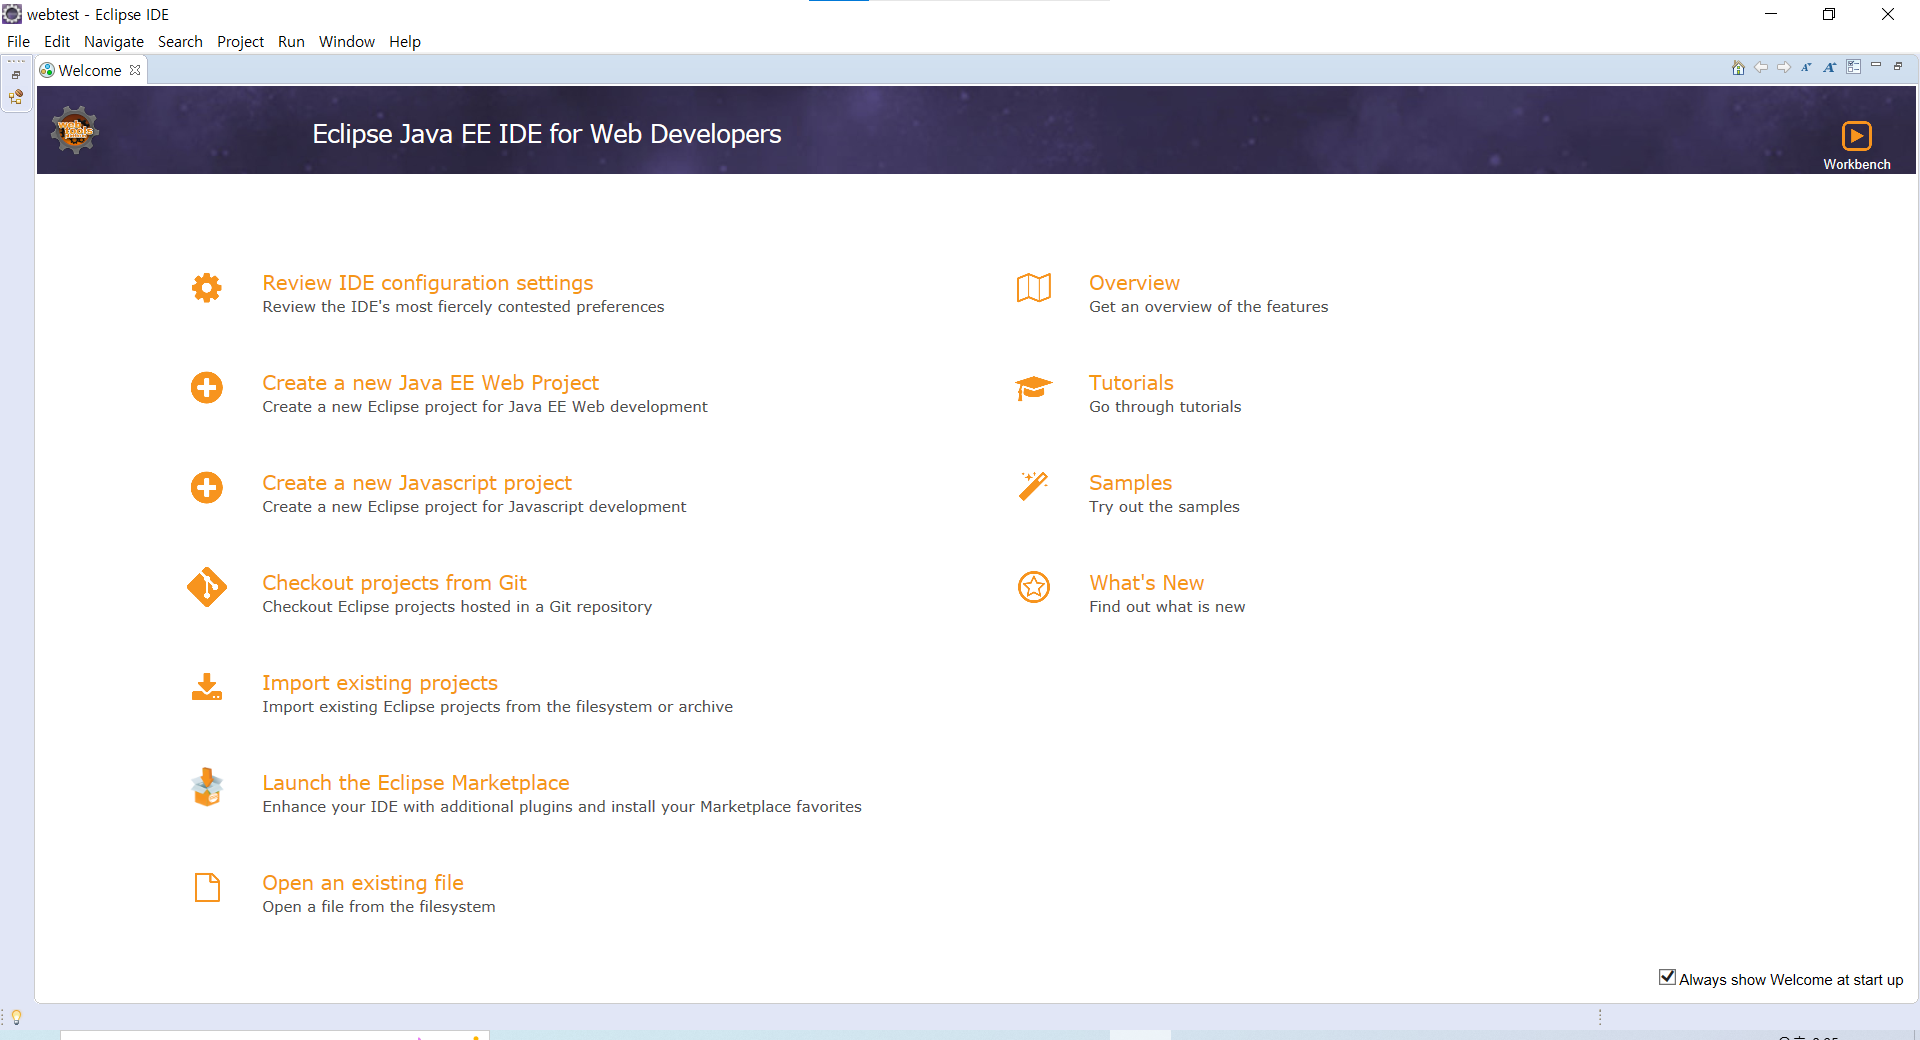 webtest - Eclipse IDE
File Edit Navigate Search Project Run Window Help
Welcome
Eclipse Java EE IDE for Web Developers
Workbench
Review IDE configuration settings
Review the IDE's most fiercely contested preferences
Overview
Get an overview of the features
Create a new Java EE Web Project
Create a new Eclipse project for Java EE Web development
Tutorials
Go through tutorials
Create a new Javascript project
Create a new Eclipse project for Javascript development
Samples
Try out the samples
Checkout projects from Git
Checkout Eclipse projects hosted in a Git repository
What's New
Find out what is new
Import existing projects
Import existing Eclipse projects from the filesystem or archive
Launch the Eclipse Marketplace
Enhance your IDE with additional plugins and install your Marketplace favorites
Open an existing file
Open a file from the filesystem
Always show Welcome at start up